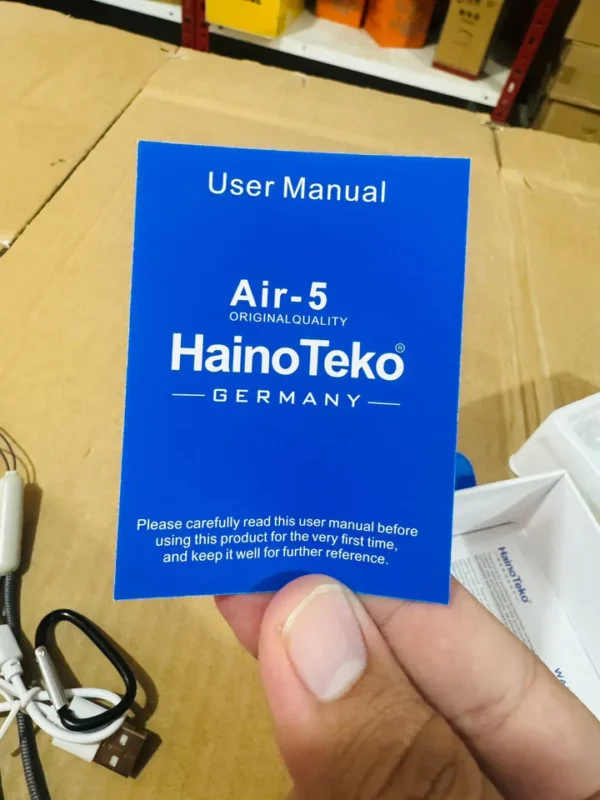 User Manual
Air-5
ORIGINALQUALITY
HainoTeko®
GERMANY
Please carefully read this user manual before
using this product for the very first time,
and keep it well for further reference.
HainoTeko